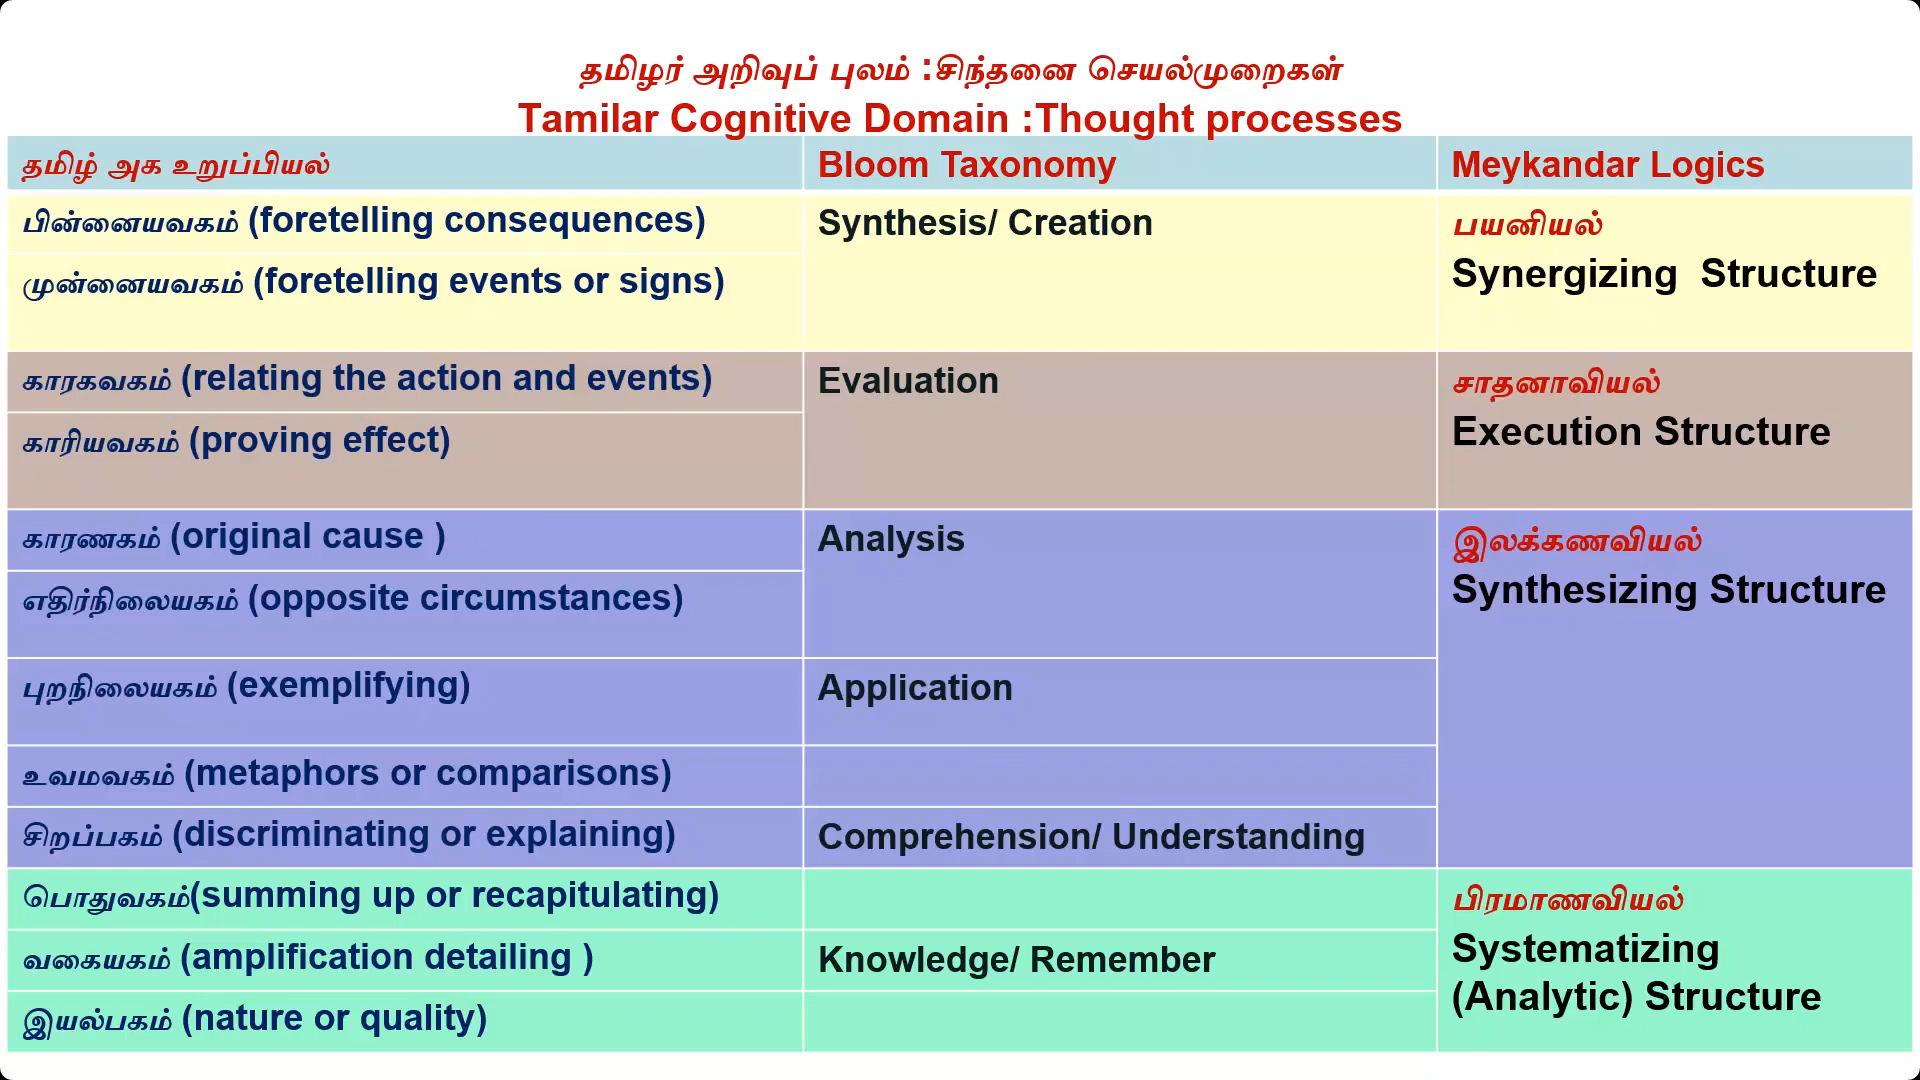 தமிழர் அறிவுப் புலம் :சிந்தனை செயல்முறைகள்
Tamilar Cognitive Domain :Thought processes
தமிழ் அக உறுப்பியல்
Bloom Taxonomy
Meykandar Logics
பின்னையவகம் (foretelling consequences)
Synthesis/ Creation
பயனியல்
Synergizing Structure
முன்னையவகம் (foretelling events or signs)
காரகவகம் (relating the action and events)
Evaluation
சாதனாவியல்
Execution Structure
காரியவகம் (proving effect)
காரணகம் (original cause )
Analysis
இலக்கணவியல்
Synthesizing Structure
எதிர்நிலையகம் (opposite circumstances)
புறநிலையகம் (exemplifying)
Application
உவமவகம் (metaphors or comparisons)
சிறப்பகம் (discriminating or explaining)
Comprehension/ Understanding
பொதுவகம்(summing up or recapitulating)
பிரமாணவியல்
Systematizing
(Analytic) Structure
வகையகம் (amplification detailing )
Knowledge/ Remember
இயல்பகம் (nature or quality)